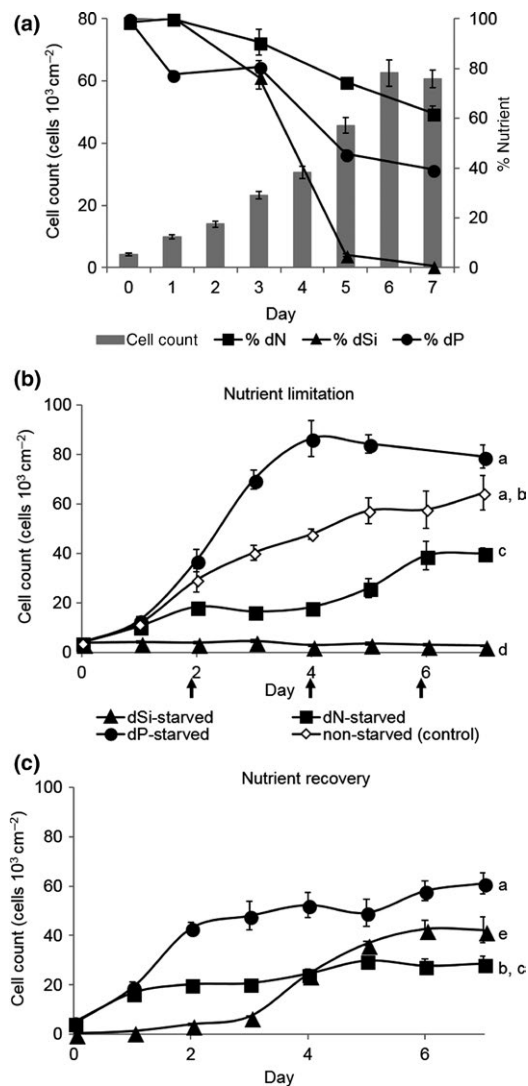 (a)
80
60
40
20
0
Cell count (cells 10³ cm⁻²)
100
80
60
40
20
0
% Nutrient
0 1 2 3 4 5 6 7
Day
Cell count % dN % dSi % dP
(b)
Nutrient limitation
100
80
60
40
20
0
Cell count (cells 10³ cm⁻²)
a
a, b
c
d
0 2 4 6
Day
dSi-starved dN-starved
dP-starved non-starved (control)
(c)
Nutrient recovery
100
80
60
40
20
0
Cell count (cells 10³ cm⁻²)
a
e
b, c
0 2 4 6
Day